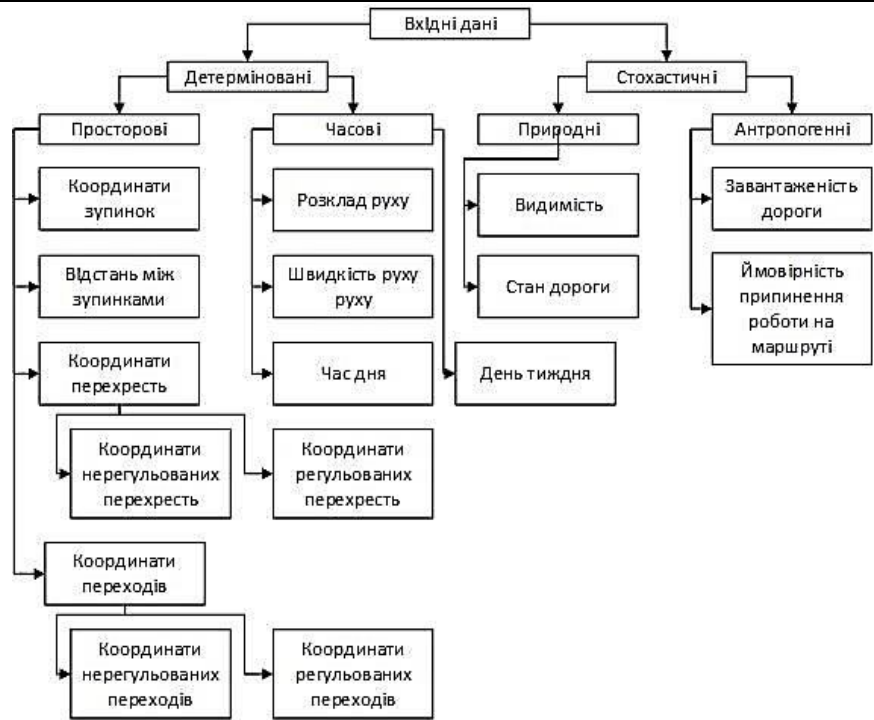 Вхідні дані
Детерміновані
Стохастичні
Просторові
Часові
Природні
Антропогенні
Координати
зупинок
Розклад руху
Видимість
Завантаженість
дороги
Відстань між
зупинками
Швидкість руху
руху
Стан дороги
Ймовірність
припинення
роботи на
маршруті
Координати
перехресть
Час дня
День тиждня
Координати
нерегульованих
перехресть
Координати
регульованих
перехресть
Координати
переходів
Координати
нерегульованих
переходів
Координати
регульованих
переходів